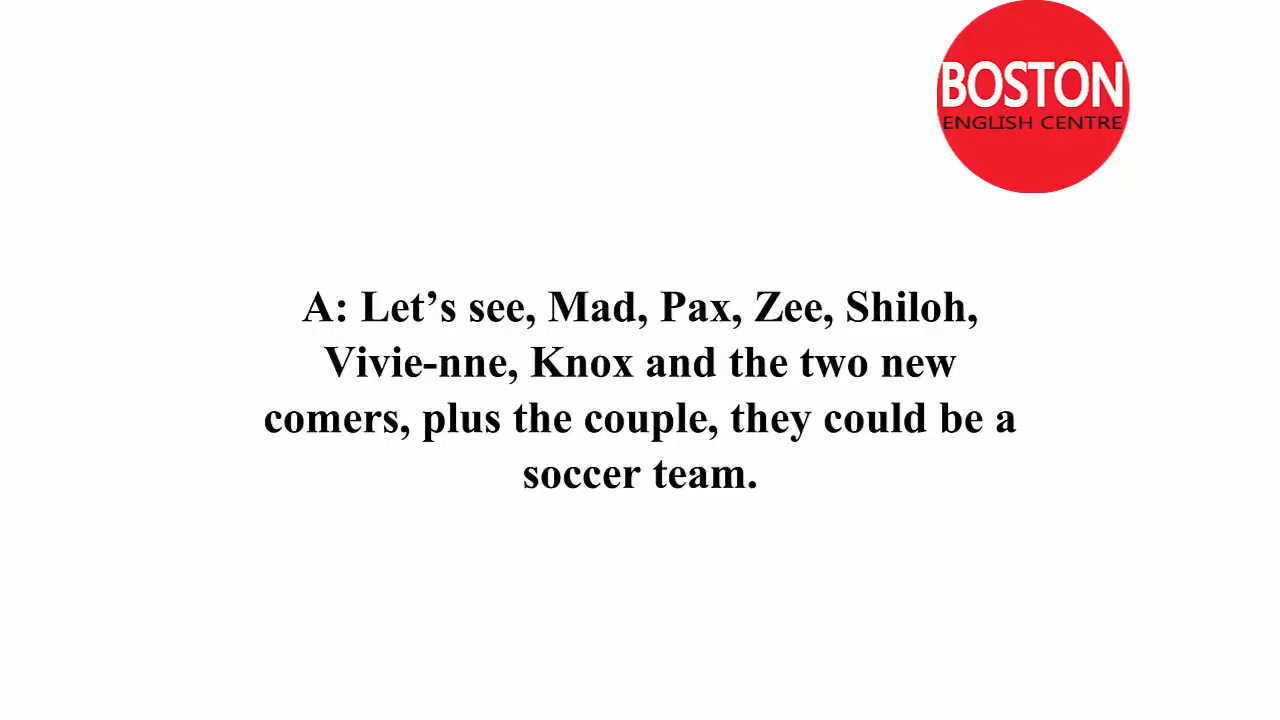 BOSTON
ENGLISH CENTRE
A: Let’s see, Mad, Pax, Zee, Shiloh,
Vivie-nne, Knox and the two new
comers, plus the couple, they could be a
soccer team.